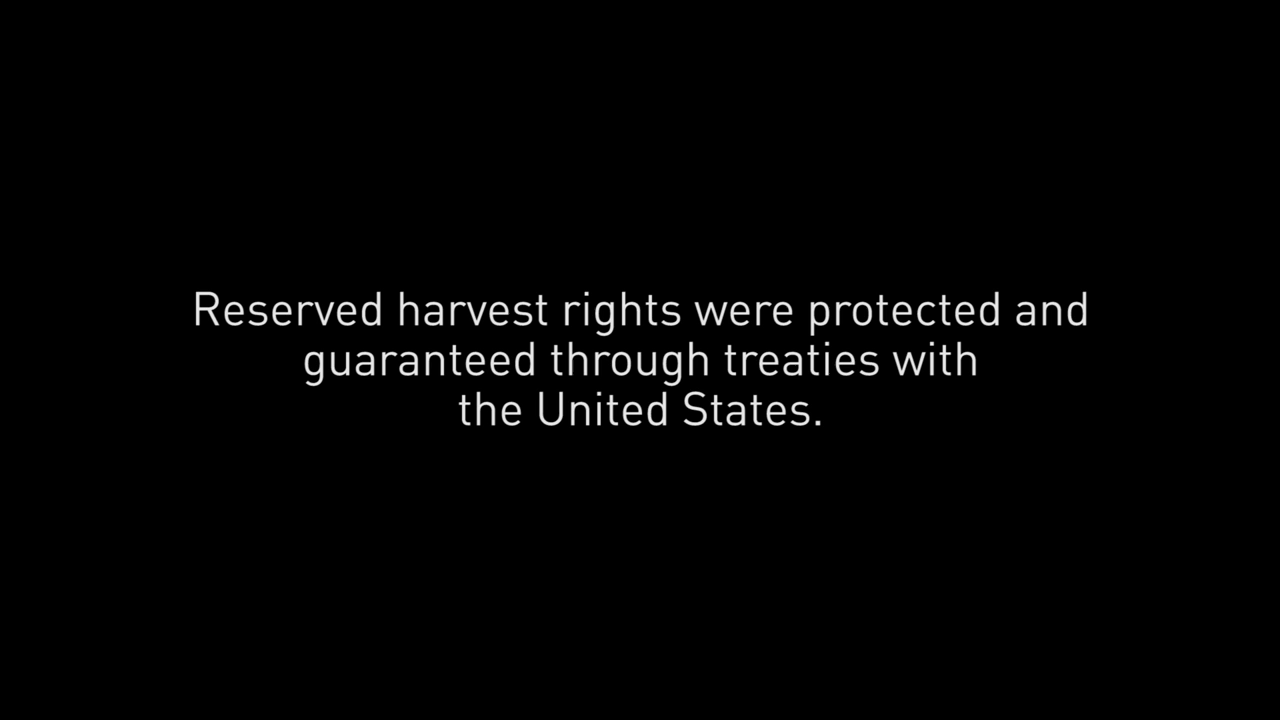 Reserved harvest rights were protected and
guaranteed through treaties with
the United States.